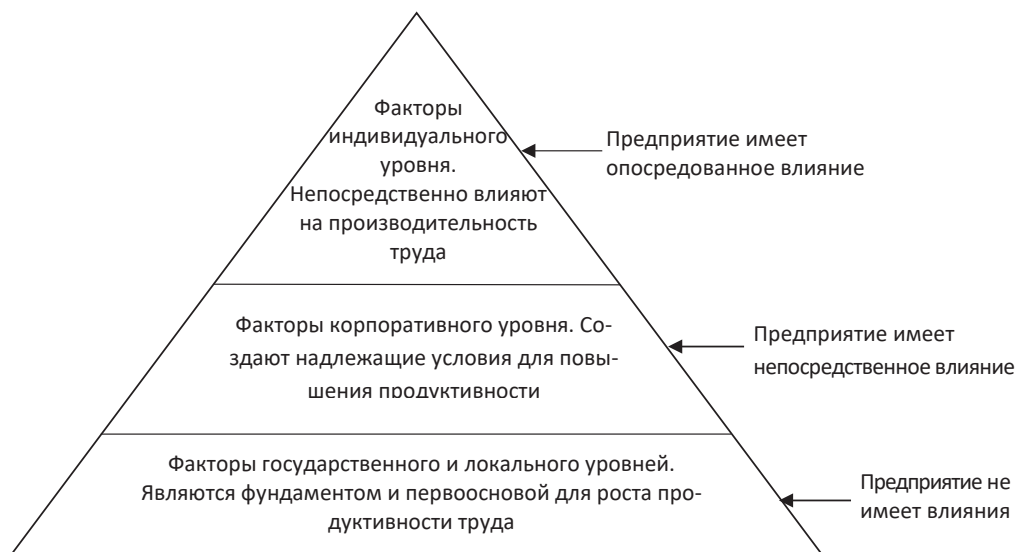 Факторы
индивидуального
уровня.
Непосредственно влияют
на производительность
труда
Предприятие имеет
опосредованное влияние
Факторы корпоративного уровня. Со-
здают надлежащие условия для повы-
шения продуктивности
Предприятие имеет
непосредственное влияние
Факторы государственного и локального уровней.
Являются фундаментом и первоосновой для роста про-
дуктивности труда
Предприятие не
имеет влияния